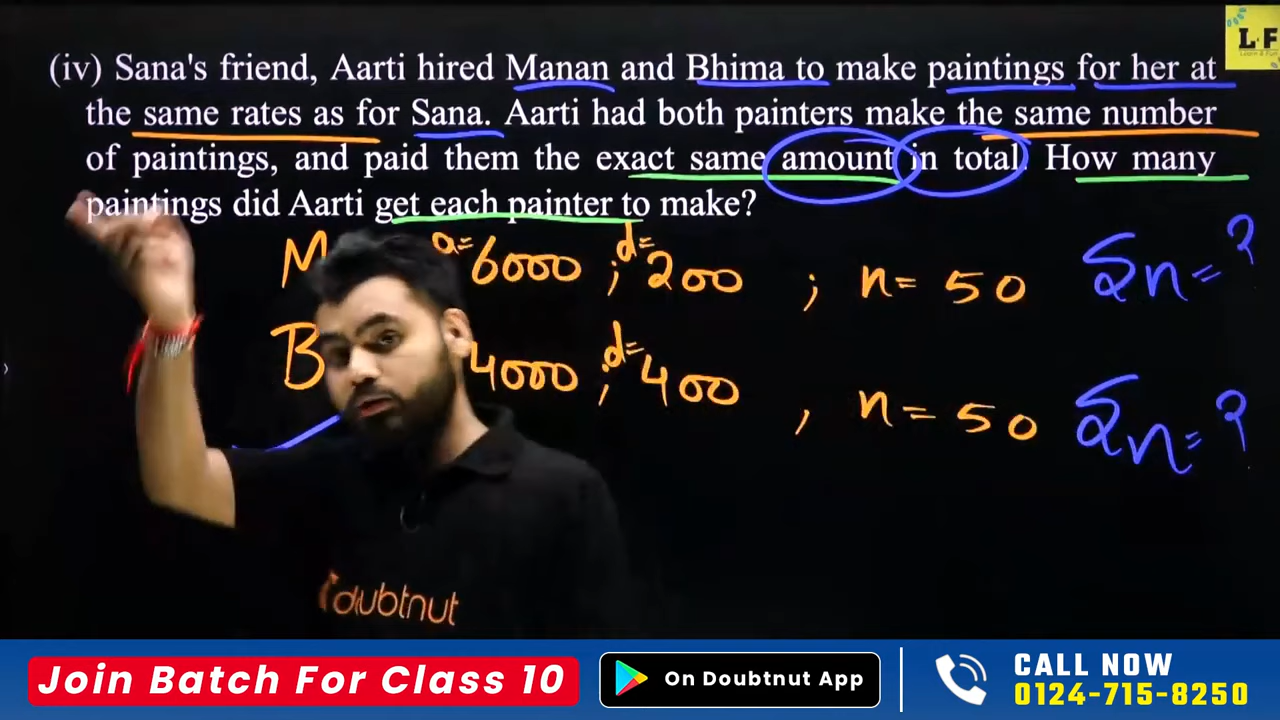 L F
(iv) Sana's friend, Aarti hired Manan and Bhima to make paintings for her at
the same rates as for Sana. Aarti had both painters make the same number
of paintings, and paid them the exact same amount in total. How many
paintings did Aarti get each painter to make?
M a= 6000 ; d= 200 ; n = 50 Sn = ?
B 4000 ; d= 400 , n = 50 Sn = ?
doubtnut
Join Batch For Class 10
On Doubtnut App
CALL NOW
0124-715-8250